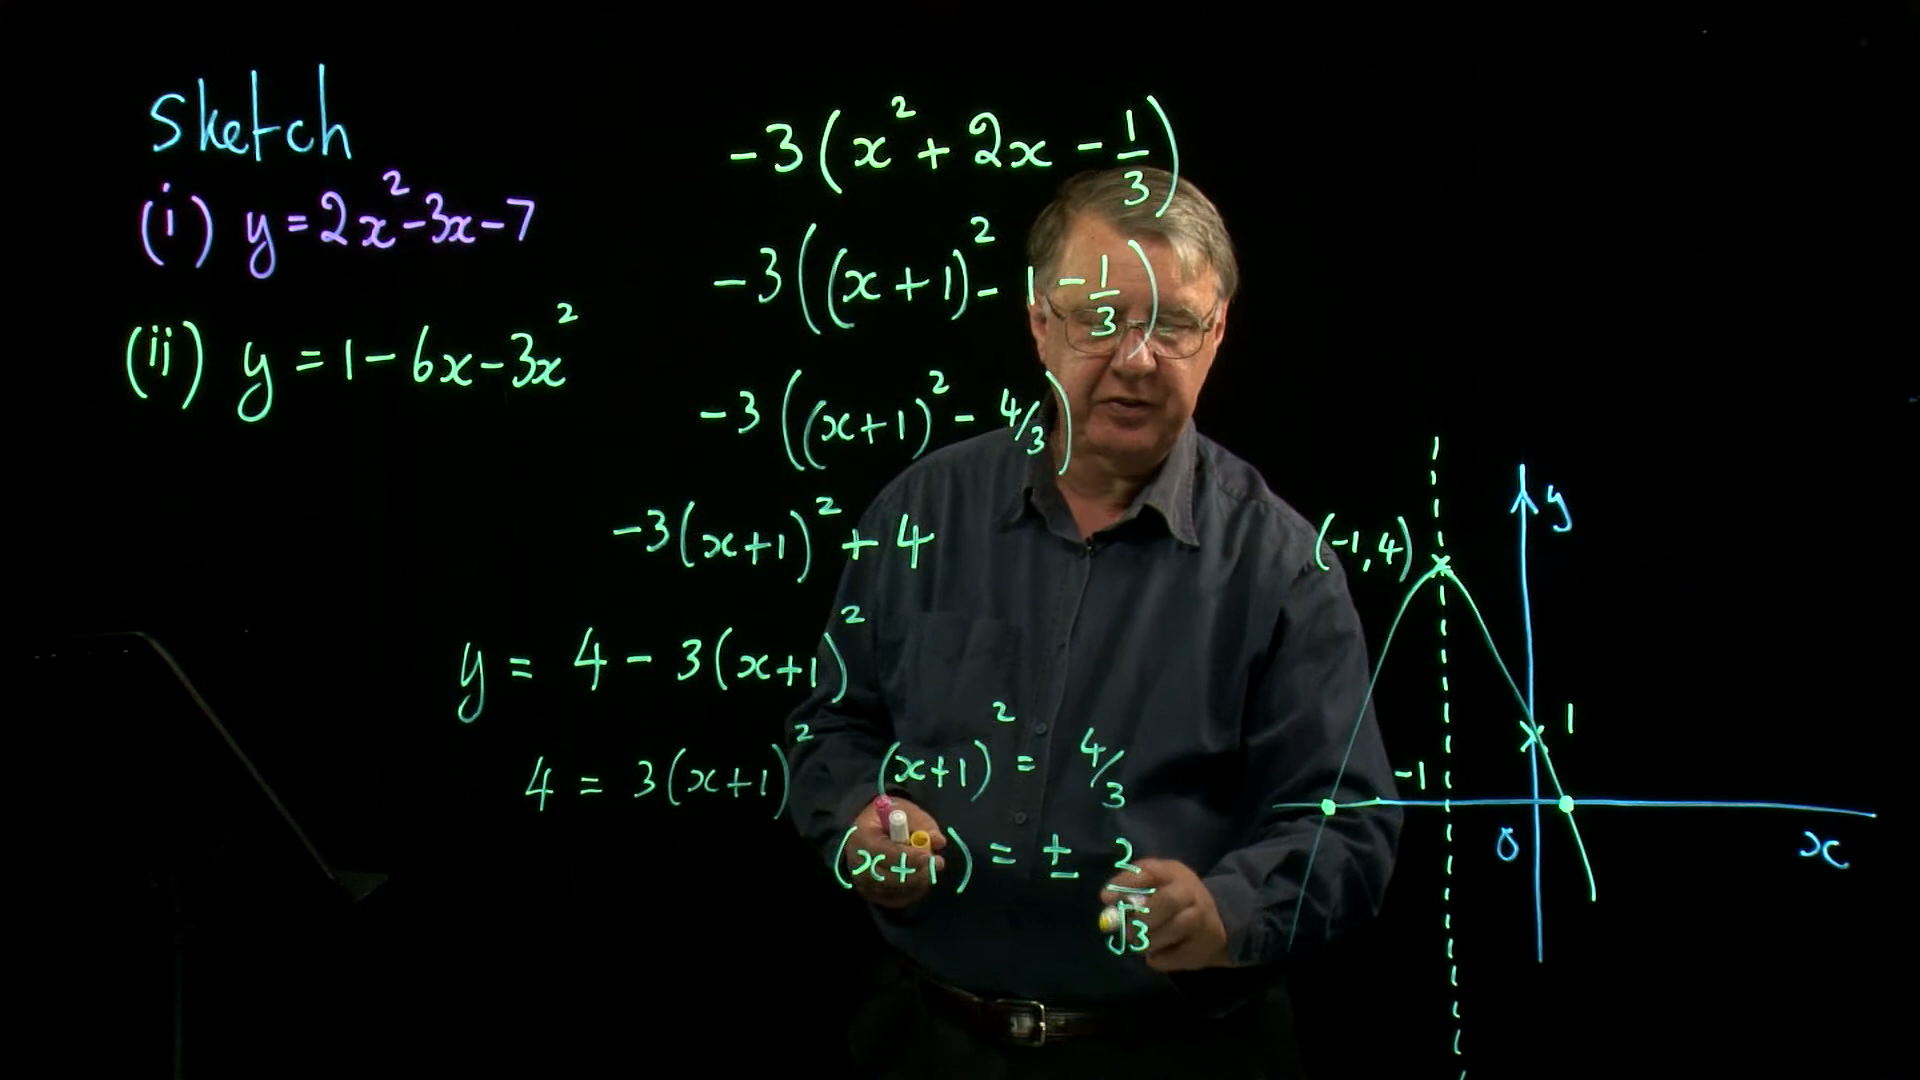 Sketch
(i) y = 2x² - 3x - 7
(ii) y = 1 - 6x - 3x²
-3(x² + 2x - 1/3)
-3((x + 1)² - 1 - 1/3)
-3((x+1)² - 4/3)
-3(x+1)² + 4
y = 4 - 3(x+1)²
4 = 3(x+1)²
(x+1)² = 4/3
(x+1) = ± 2/√3
y
(-1, 4)
1
-1
0
x